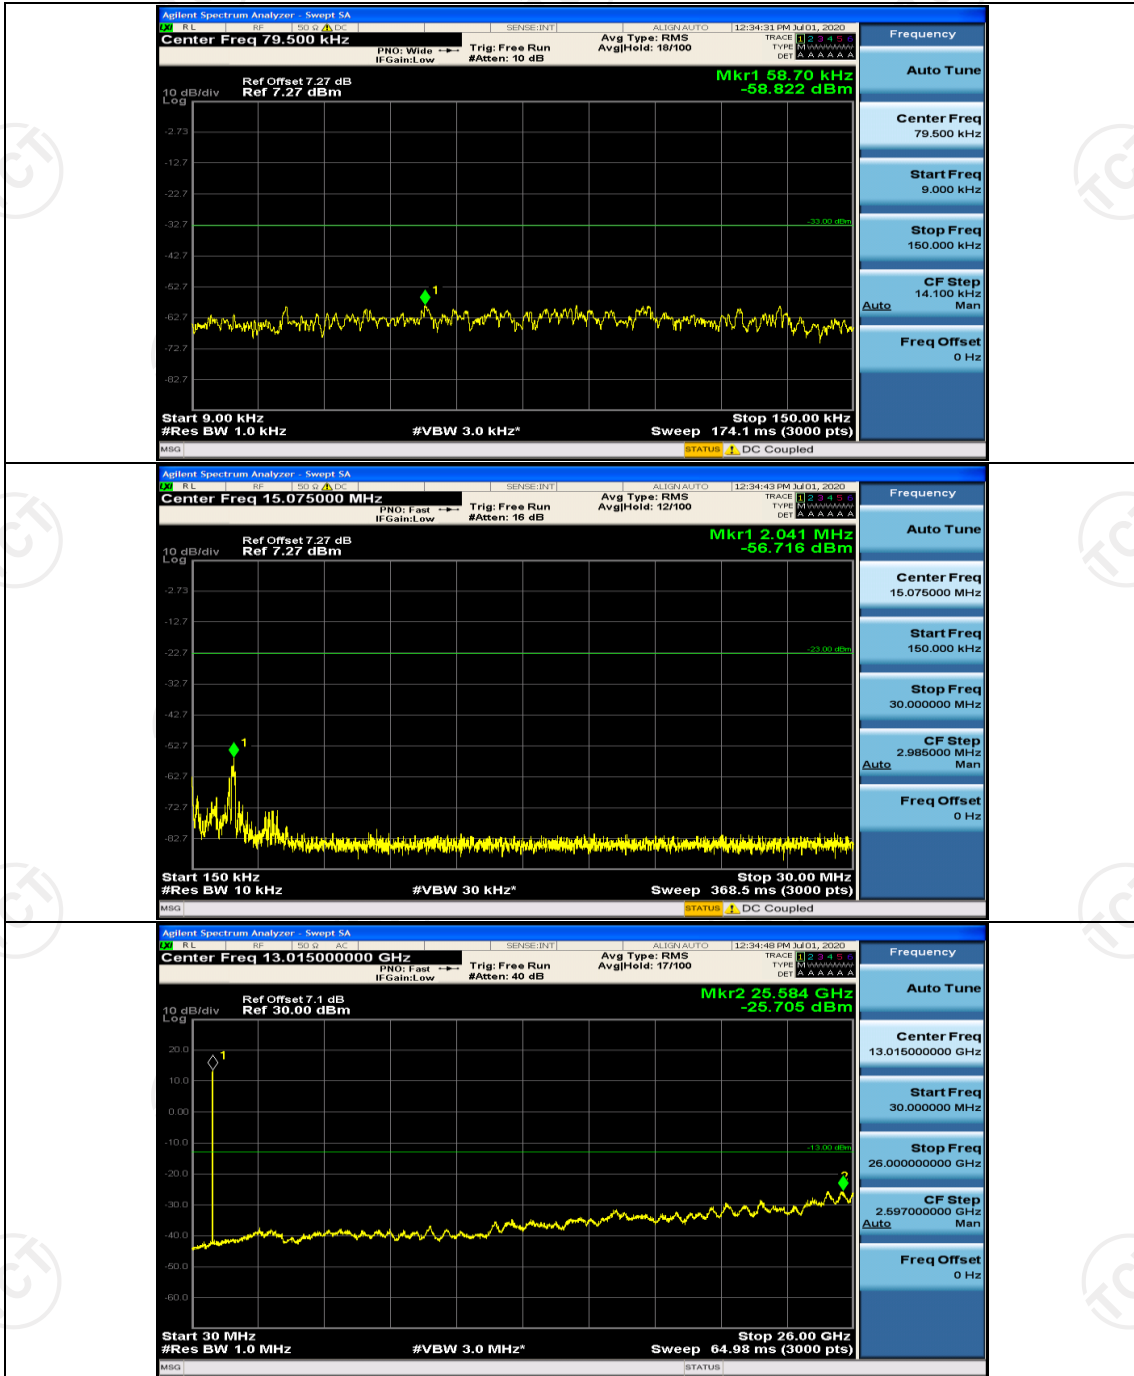 Agilent Spectrum Analyzer - Swept SA
LXI RL RF 50 Ω DC SENSE:INT ALIGN AUTO 12:34:31 PM Jul 01, 2020
Center Freq 79.500 kHz
PNO: Wide Trig: Free Run Avg Type: RMS TRACE 1 2 3 4 5 6
IFGain:Low #Atten: 10 dB Avg|Hold: 18/100 TYPE M W W W W W
DET A A A A A A
Mkr1 58.70 kHz
-58.822 dBm
Ref Offset 7.27 dB
10 dB/div Ref 7.27 dBm
Log
-2.73
-12.7
-22.7
-33.00 dBm
-32.7
-42.7
-52.7
1
-62.7
-72.7
-82.7
Start 9.00 kHz Stop 150.00 kHz
#Res BW 1.0 kHz #VBW 3.0 kHz* Sweep 174.1 ms (3000 pts)
MSG STATUS DC Coupled
Frequency
Auto Tune
Center Freq
79.500 kHz
Start Freq
9.000 kHz
Stop Freq
150.000 kHz
CF Step
14.100 kHz
Auto Man
Freq Offset
0 Hz
Agilent Spectrum Analyzer - Swept SA
LXI RL RF 50 Ω DC SENSE:INT ALIGN AUTO 12:34:43 PM Jul 01, 2020
Center Freq 15.075000 MHz
PNO: Fast Trig: Free Run Avg Type: RMS TRACE 1 2 3 4 5 6
IFGain:Low #Atten: 16 dB Avg|Hold: 12/100 TYPE M W W W W W
DET A A A A A A
Mkr1 2.041 MHz
-56.716 dBm
Ref Offset 7.27 dB
10 dB/div Ref 7.27 dBm
Log
-2.73
-12.7
-23.00 dBm
-22.7
-32.7
-42.7
1
-52.7
-62.7
-72.7
-82.7
Start 150 kHz Stop 30.00 MHz
#Res BW 10 kHz #VBW 30 kHz* Sweep 368.5 ms (3000 pts)
MSG STATUS DC Coupled
Frequency
Auto Tune
Center Freq
15.075000 MHz
Start Freq
150.000 kHz
Stop Freq
30.000000 MHz
CF Step
2.985000 MHz
Auto Man
Freq Offset
0 Hz
Agilent Spectrum Analyzer - Swept SA
LXI RL RF 50 Ω AC SENSE:INT ALIGN AUTO 12:34:48 PM Jul 01, 2020
Center Freq 13.015000000 GHz
PNO: Fast Trig: Free Run Avg Type: RMS TRACE 1 2 3 4 5 6
IFGain:Low #Atten: 40 dB Avg|Hold: 17/100 TYPE M W W W W W
DET A A A A A A
Mkr2 25.584 GHz
-25.705 dBm
Ref Offset 7.1 dB
10 dB/div Ref 30.00 dBm
Log
20.0
1
10.0
0.00
-10.0
-13.00 dBm
-20.0
2
-30.0
-40.0
-50.0
-60.0
Start 30 MHz Stop 26.00 GHz
#Res BW 1.0 MHz #VBW 3.0 MHz* Sweep 64.98 ms (3000 pts)
MSG STATUS
Frequency
Auto Tune
Center Freq
13.015000000 GHz
Start Freq
30.000000 MHz
Stop Freq
26.000000000 GHz
CF Step
2.597000000 GHz
Auto Man
Freq Offset
0 Hz
TCT